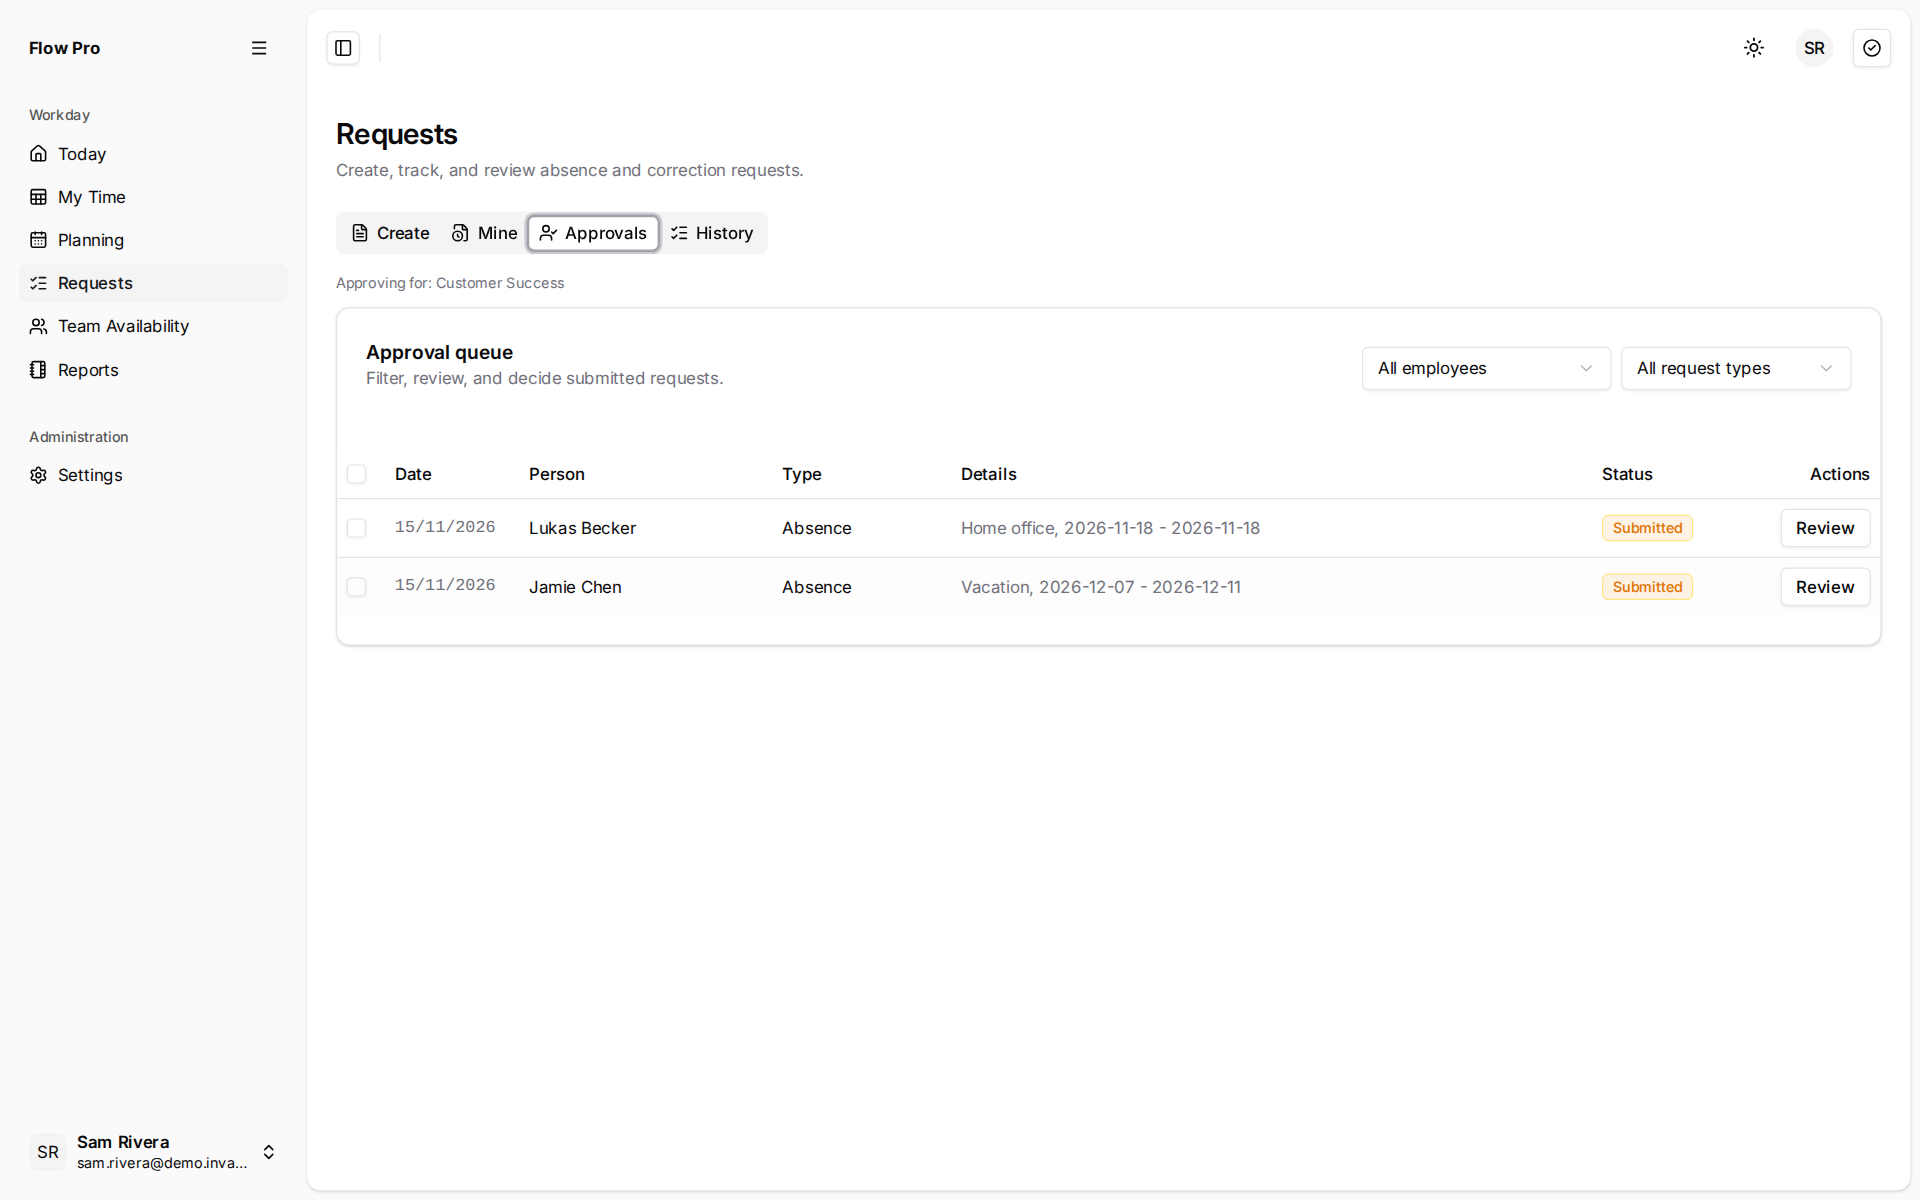 Flow Pro
Workday
Today
My Time
Planning
Requests
Team Availability
Reports
Administration
Settings
SR
Sam Rivera
sam.rivera@demo.inva...
SR
Requests
Create, track, and review absence and correction requests.
Create
Mine
Approvals
History
Approving for: Customer Success
Approval queue
Filter, review, and decide submitted requests.
All employees
All request types
Date Person Type Details Status Actions
15/11/2026 Lukas Becker Absence Home office, 2026-11-18 - 2026-11-18 Submitted Review
15/11/2026 Jamie Chen Absence Vacation, 2026-12-07 - 2026-12-11 Submitted Review